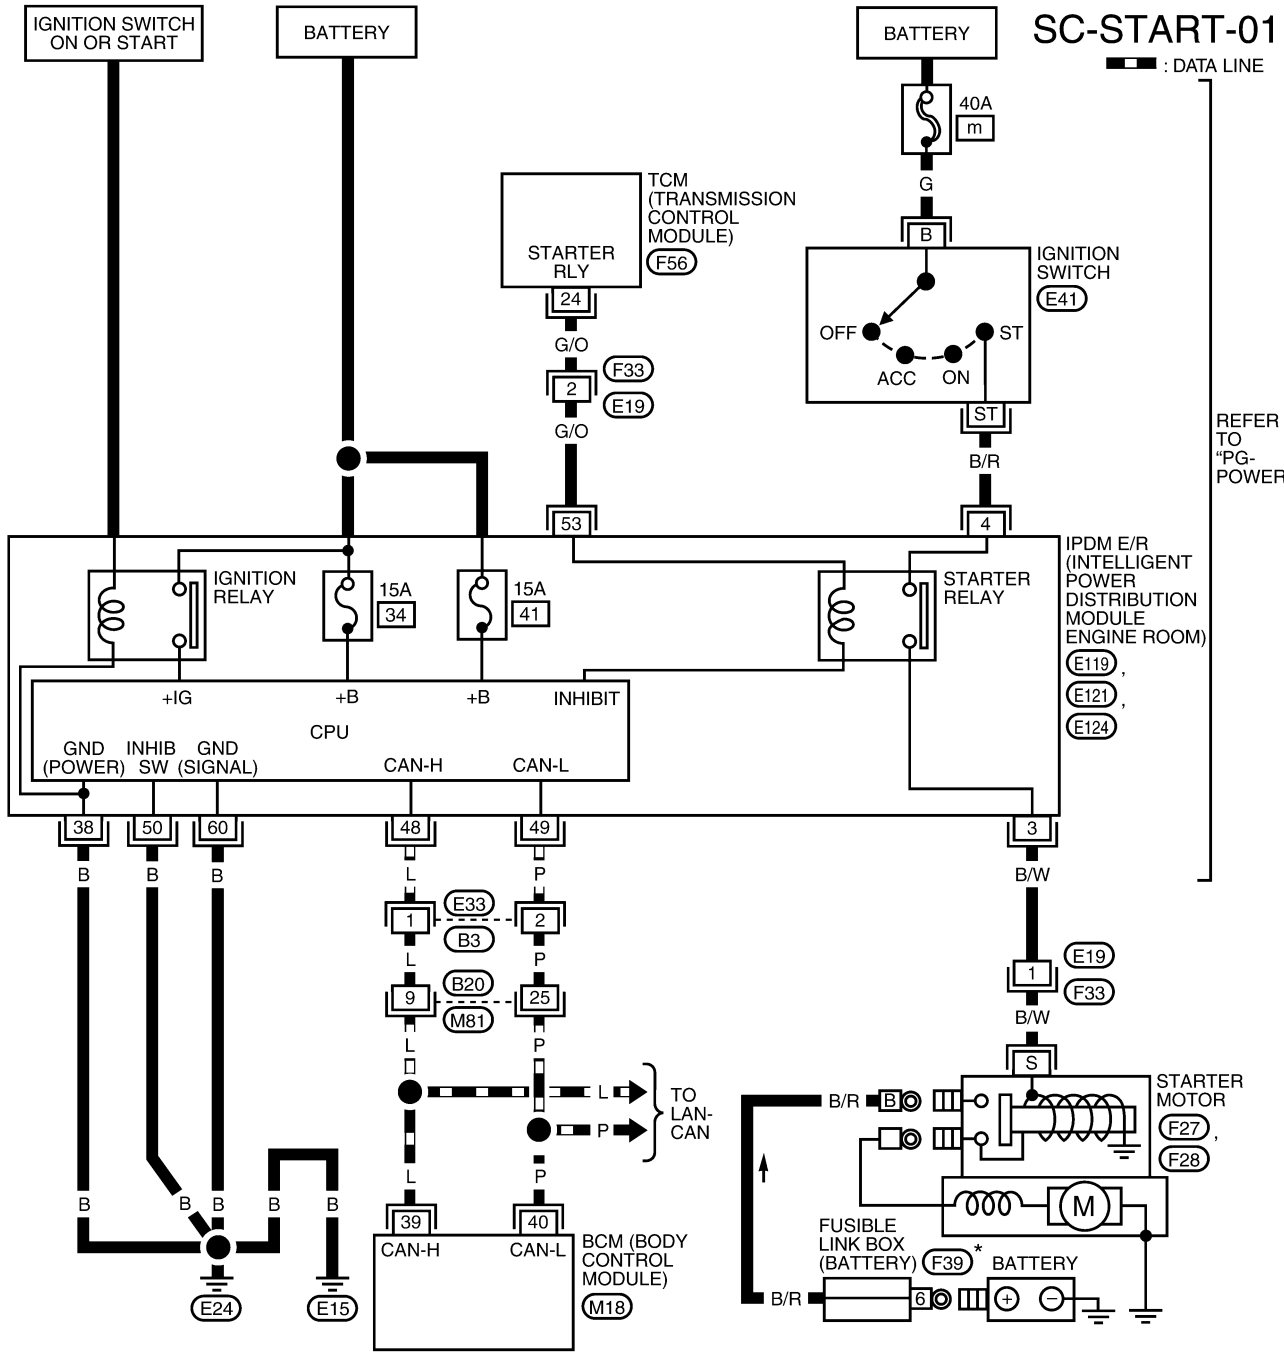 IGNITION SWITCH
ON OR START
BATTERY
BATTERY
SC-START-01
: DATA LINE
40A
m
G
B
TCM
(TRANSMISSION
CONTROL
MODULE)
F56
STARTER
RLY
24
G/O
F33
2
E19
G/O
53
IGNITION
SWITCH
E41
OFF
ST
ACC
ON
ST
B/R
4
REFER
TO
“PG-
POWER
IGNITION
RELAY
15A
34
15A
41
STARTER
RELAY
IPDM E/R
(INTELLIGENT
POWER
DISTRIBUTION
MODULE
ENGINE ROOM)
E119 ,
E121 ,
E124
+IG
+B
+B
INHIBIT
CPU
GND
(POWER)
INHIB
SW
GND
(SIGNAL)
CAN-H
CAN-L
38
50
60
48
49
3
B
B
B
L
P
B/W
E33
1
2
B3
L
P
B20
9
25
M81
L
P
E19
1
F33
B/W
S
L
P
TO
LAN-
CAN
STARTER
MOTOR
F27 ,
F28
B/R
B
M
B
B
B
B
B
L
P
39
40
CAN-H
CAN-L
BCM (BODY
CONTROL
MODULE)
M18
E24
E15
FUSIBLE
LINK BOX
(BATTERY)
F39
*
BATTERY
B/R
6
+
−